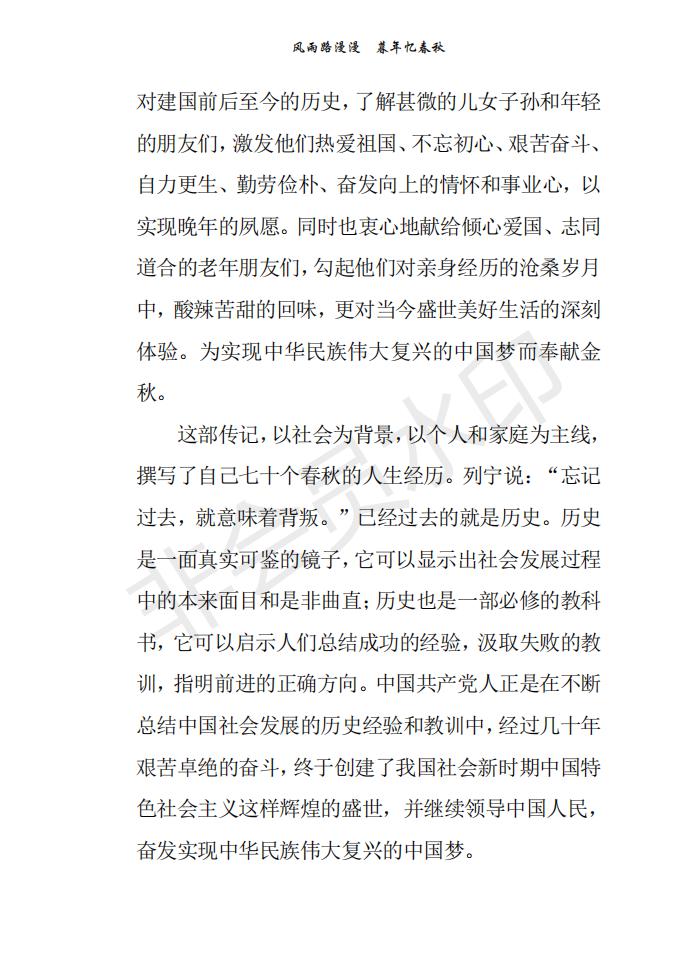 风雨路漫漫　暮年忆春秋
对建国前后至今的历史，了解甚微的儿女子孙和年轻
的朋友们，激发他们热爱祖国、不忘初心、艰苦奋斗、
自力更生、勤劳俭朴、奋发向上的情怀和事业心，以
实现晚年的夙愿。同时也衷心地献给倾心爱国、志同
道合的老年朋友们，勾起他们对亲身经历的沧桑岁月
中，酸辣苦甜的回味，更对当今盛世美好生活的深刻
体验。为实现中华民族伟大复兴的中国梦而奉献金
秋。
这部传记，以社会为背景，以个人和家庭为主线，
撰写了自己七十个春秋的人生经历。列宁说：“忘记
过去，就意味着背叛。”已经过去的就是历史。历史
是一面真实可鉴的镜子，它可以显示出社会发展过程
中的本来面目和是非曲直；历史也是一部必修的教科
书，它可以启示人们总结成功的经验，汲取失败的教
训，指明前进的正确方向。中国共产党人正是在不断
总结中国社会发展的历史经验和教训中，经过几十年
艰苦卓绝的奋斗，终于创建了我国社会新时期中国特
色社会主义这样辉煌的盛世，并继续领导中国人民，
奋发实现中华民族伟大复兴的中国梦。
非会员水印